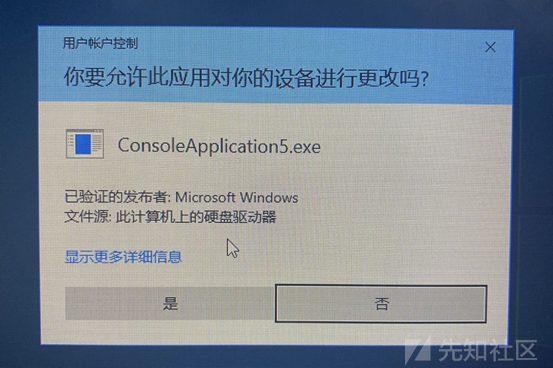 用户帐户控制
你要允许此应用对你的设备进行更改吗?
ConsoleApplication5.exe
已验证的发布者: Microsoft Windows
文件源: 此计算机上的硬盘驱动器
显示更多详细信息
是
否
先知社区